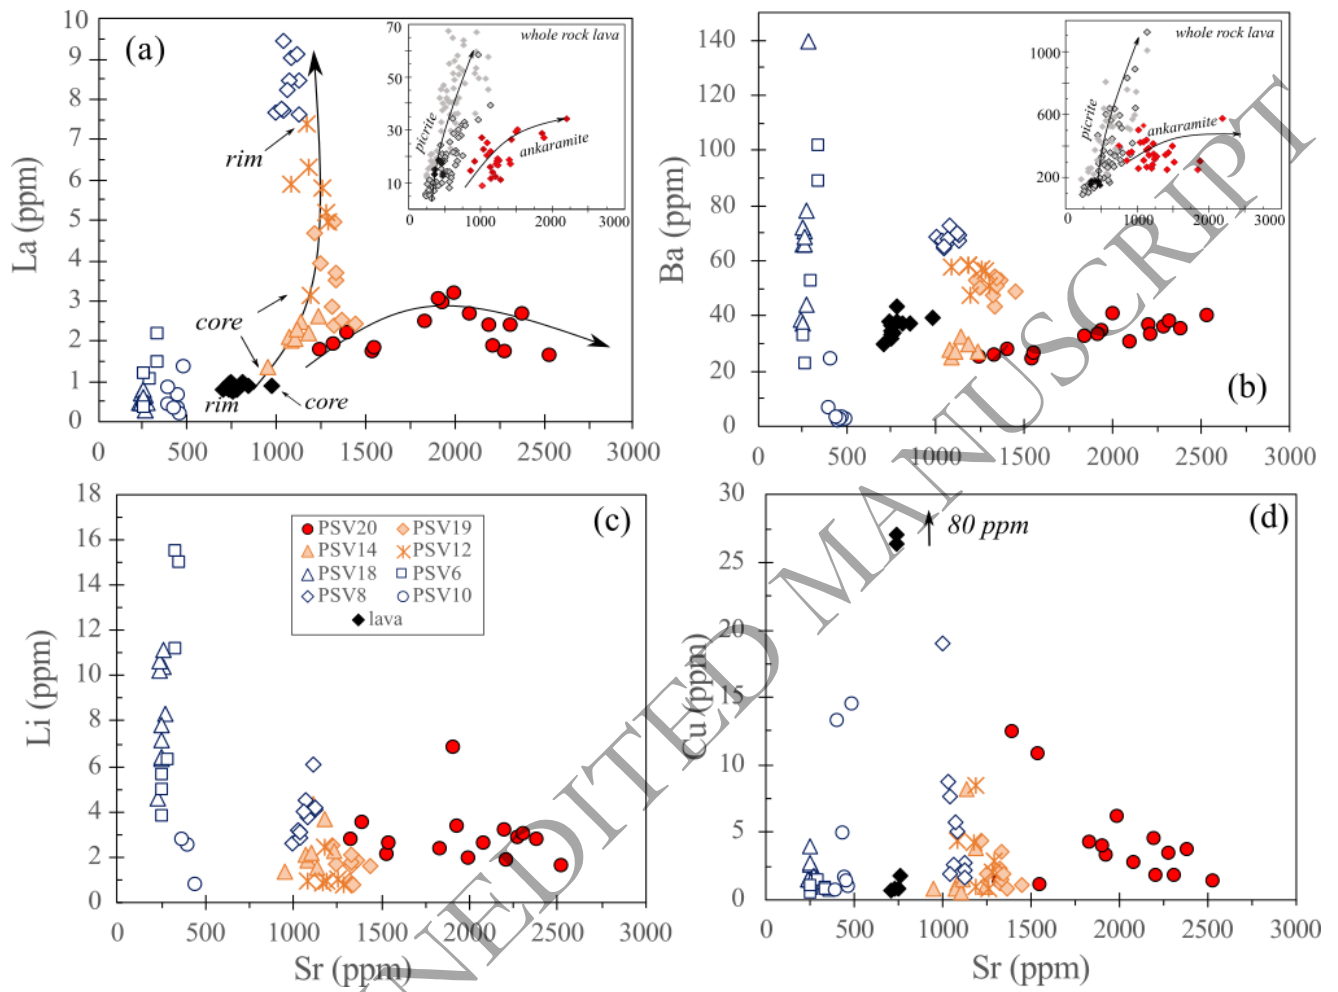 (a)
La (ppm)
10
9
8
7
6
5
4
3
2
1
0
0 500 1000 1500 2000 2500 3000
rim
core
rim
core
whole rock lava
picrite
ankaramite
70
50
30
10
0 1000 2000 3000
(b)
Ba (ppm)
140
120
100
80
60
40
20
0
500 1000 1500 2000 2500 3000
whole rock lava
picrite
ankaramite
1000
600
200
0 1000 2000 3000
(c)
Li (ppm)
18
16
14
12
10
8
6
4
2
0
0 500 1000 1500 2000 2500 3000
Sr (ppm)
PSV20 PSV19
PSV14 PSV12
PSV18 PSV6
PSV8 PSV10
lava
(d)
80 ppm
Cu (ppm)
30
25
20
15
10
5
0
0 500 1000 1500 2000 2500 3000
Sr (ppm)
NEDITED MANUSCRIPT